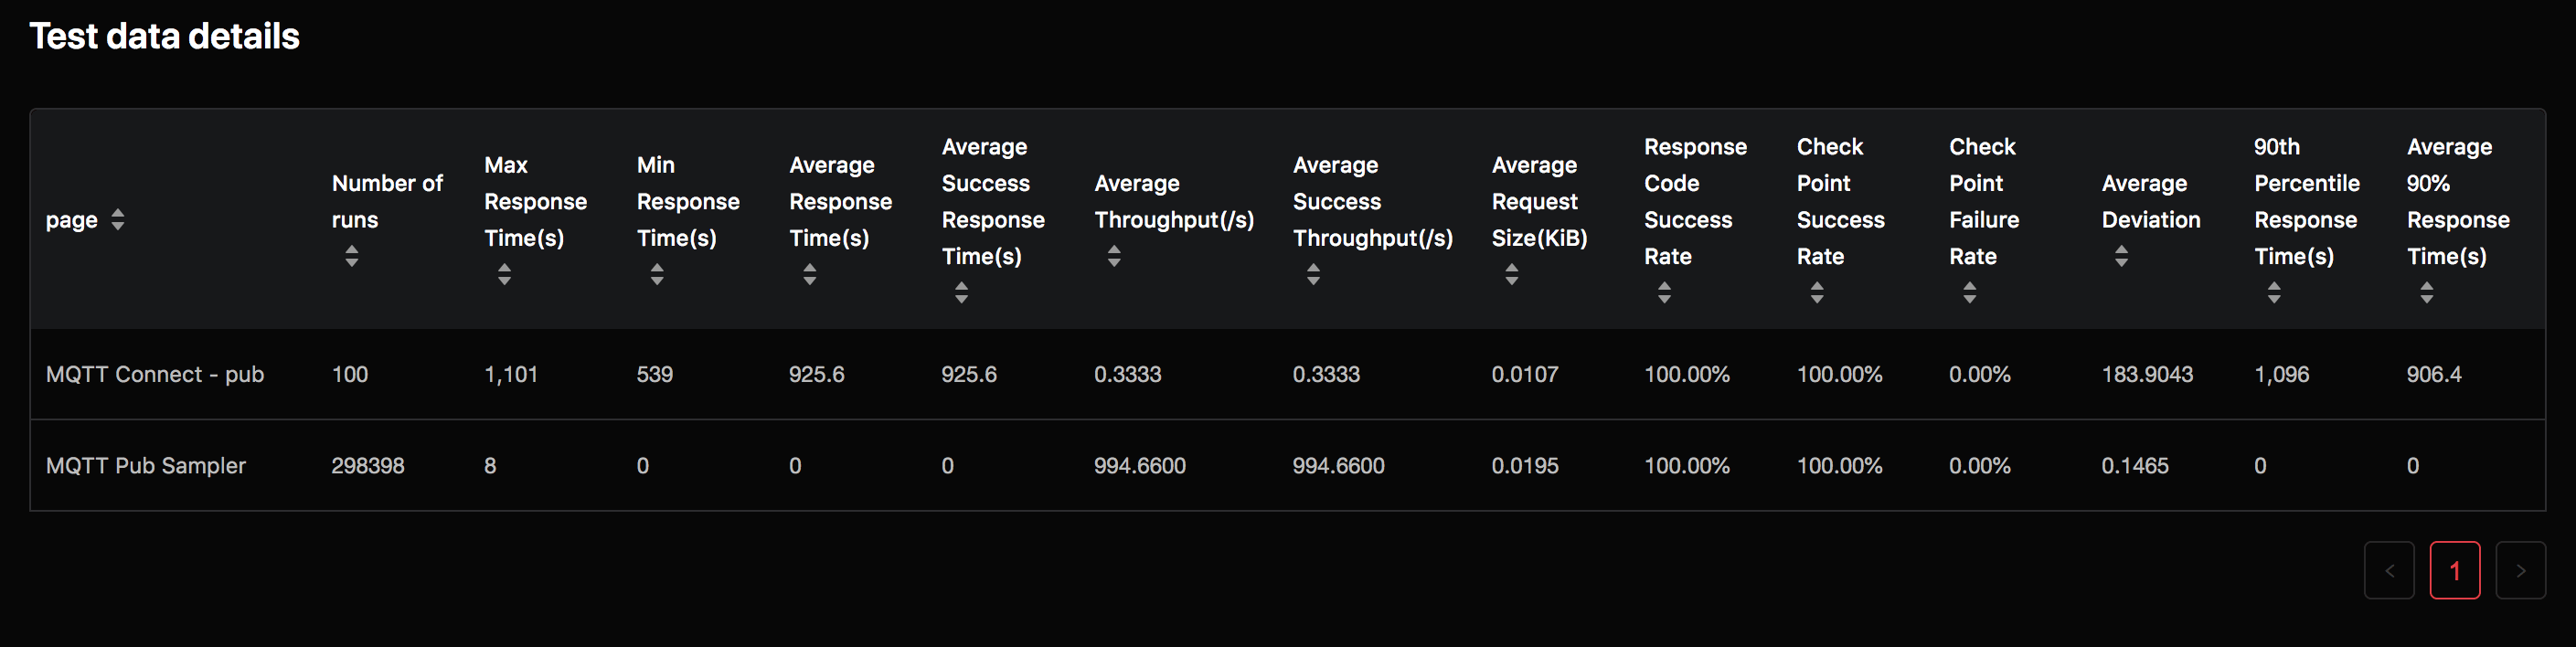 Test data details
page
Number of runs
Max Response Time(s)
Min Response Time(s)
Average Response Time(s)
Average Success Response Time(s)
Average Throughput(/s)
Average Success Throughput(/s)
Average Request Size(KiB)
Response Code Success Rate
Check Point Success Rate
Check Point Failure Rate
Average Deviation
90th Percentile Response Time(s)
Average 90% Response Time(s)
MQTT Connect - pub 100 1,101 539 925.6 925.6 0.3333 0.3333 0.0107 100.00% 100.00% 0.00% 183.9043 1,096 906.4
MQTT Pub Sampler 298398 8 0 0 0 994.6600 994.6600 0.0195 100.00% 100.00% 0.00% 0.1465 0 0
< 1 >